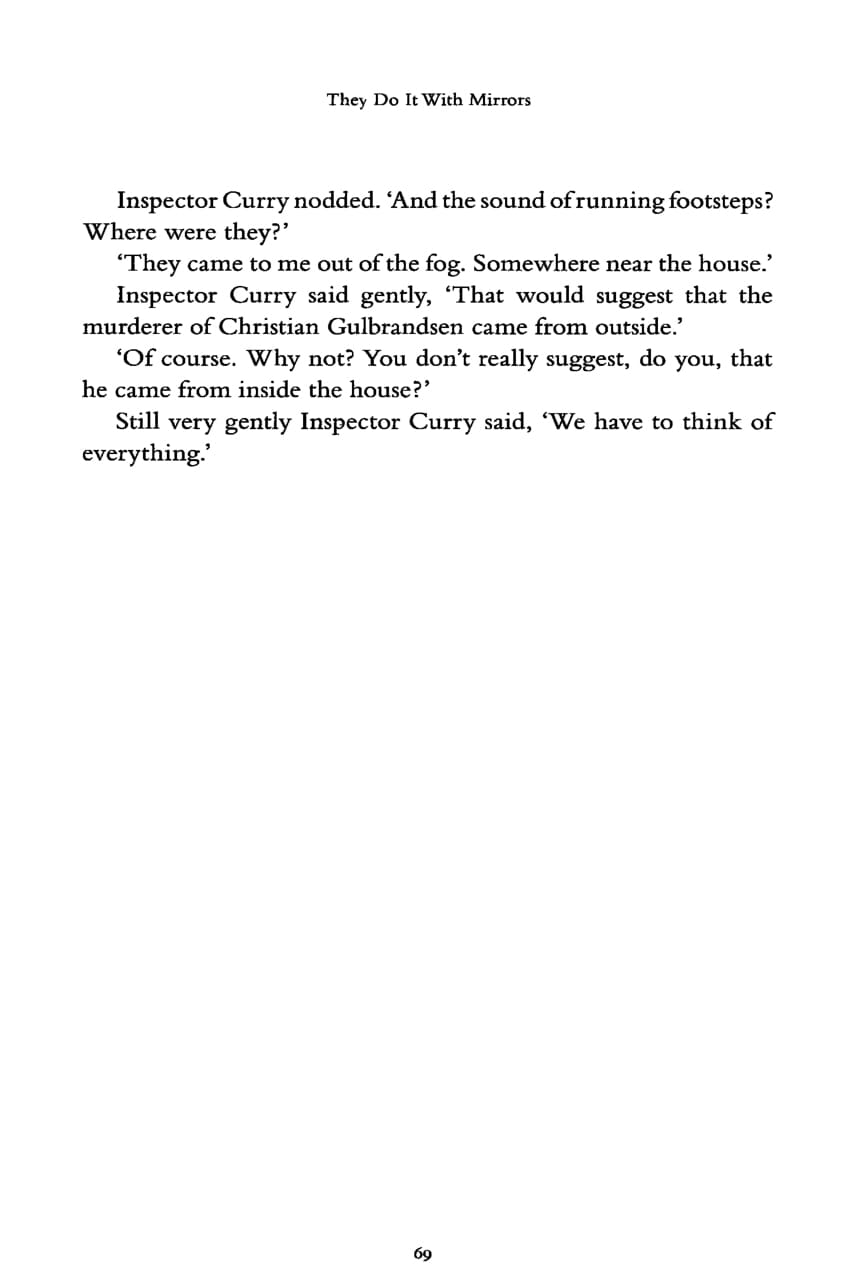 They Do It With Mirrors
Inspector Curry nodded. ‘And the sound of running footsteps?
Where were they?’
‘They came to me out of the fog. Somewhere near the house.’
Inspector Curry said gently, ‘That would suggest that the
murderer of Christian Gulbrandsen came from outside.’
‘Of course. Why not? You don’t really suggest, do you, that
he came from inside the house?’
Still very gently Inspector Curry said, ‘We have to think of
everything.’
69